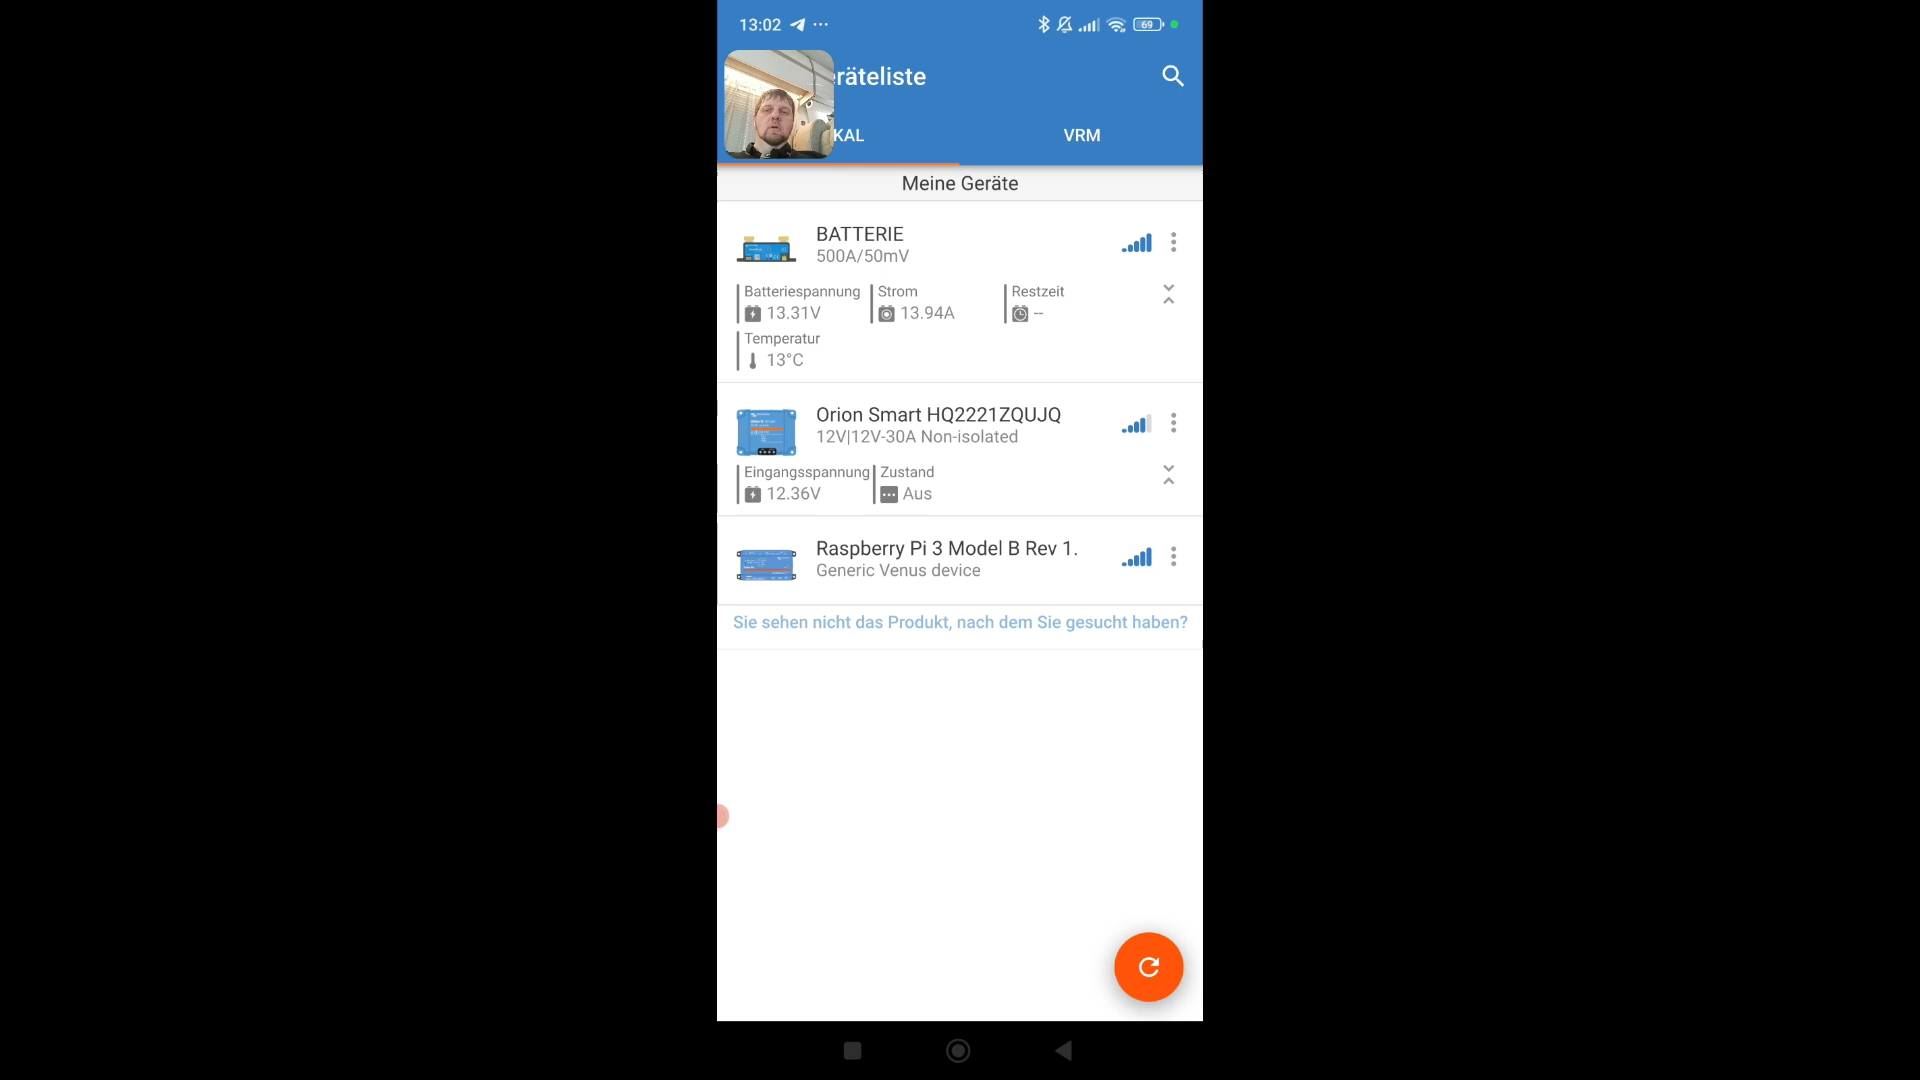 13:02
69
eräteliste
KAL
VRM
Meine Geräte
BATTERIE
500A/50mV
Batteriespannung
13.31V
Strom
13.94A
Restzeit
--
Temperatur
13°C
Orion Smart HQ2221ZQUJQ
12V|12V-30A Non-isolated
Eingangsspannung
12.36V
Zustand
Aus
Raspberry Pi 3 Model B Rev 1.
Generic Venus device
Sie sehen nicht das Produkt, nach dem Sie gesucht haben?